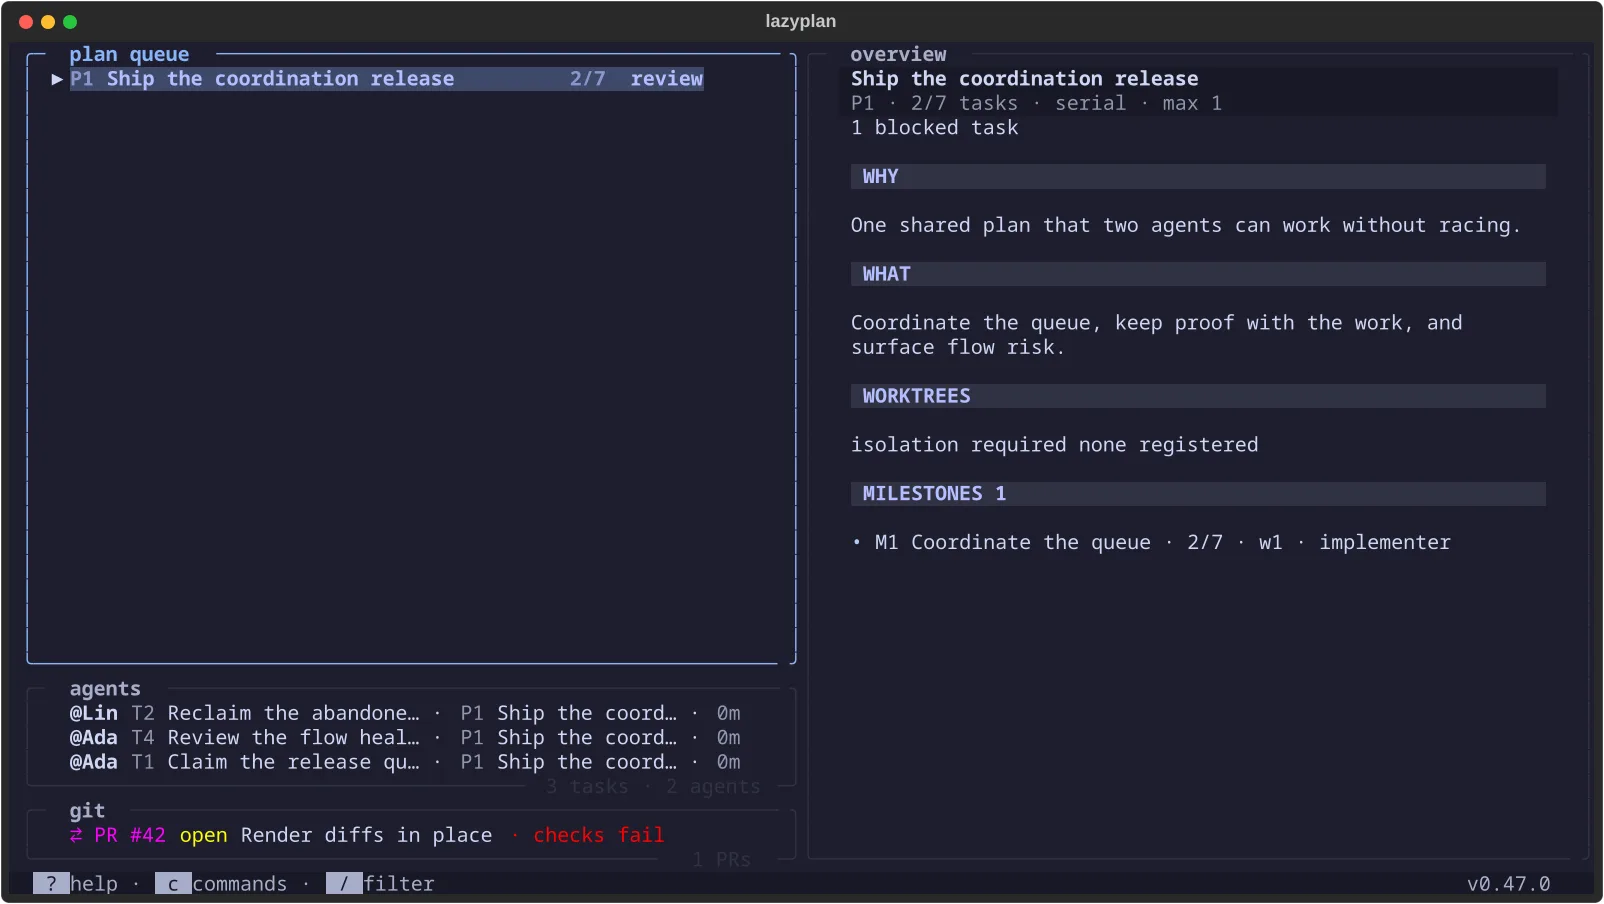 lazyplan
plan queue
▶ P1 Ship the coordination release 2/7 review
agents
@Lin T2 Reclaim the abandone… · P1 Ship the coord… · 0m
@Ada T4 Review the flow heal… · P1 Ship the coord… · 0m
@Ada T1 Claim the release qu… · P1 Ship the coord… · 0m
3 tasks · 2 agents
git
⇄ PR #42 open Render diffs in place · checks fail
1 PRs
overview
Ship the coordination release
P1 · 2/7 tasks · serial · max 1
1 blocked task
WHY
One shared plan that two agents can work without racing.
WHAT
Coordinate the queue, keep proof with the work, and
surface flow risk.
WORKTREES
isolation required none registered
MILESTONES 1
• M1 Coordinate the queue · 2/7 · w1 · implementer
? help · c commands · / filter
v0.47.0